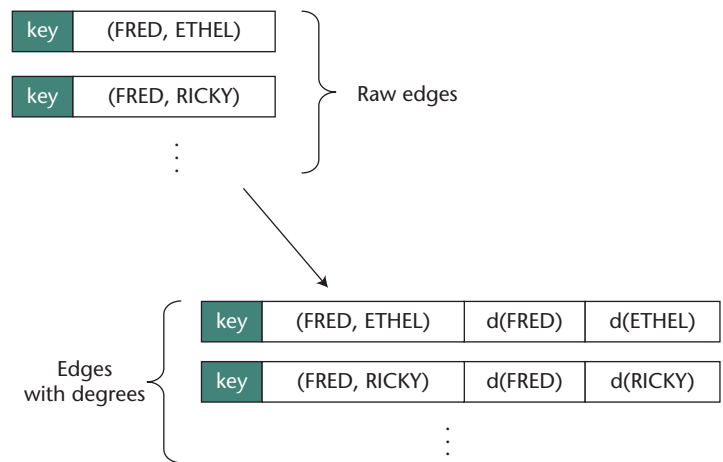 key (FRED, ETHEL)
key (FRED, RICKY)
Raw edges
key (FRED, ETHEL) d(FRED) d(ETHEL)
key (FRED, RICKY) d(FRED) d(RICKY)
Edges
with degrees